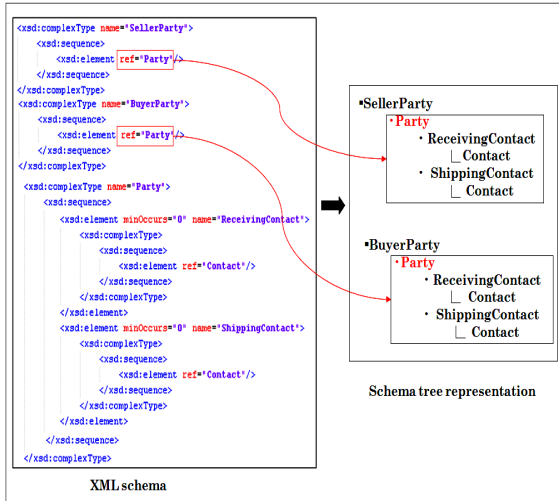 <xsd:complexType name="SellerParty">
<xsd:sequence>
<xsd:element ref="Party"/>
</xsd:sequence>
</xsd:complexType>
<xsd:complexType name="BuyerParty">
<xsd:sequence>
<xsd:element ref="Party"/>
</xsd:sequence>
</xsd:complexType>
<xsd:complexType name="Party">
<xsd:sequence>
<xsd:element minOccurs="0" name="ReceivingContact">
<xsd:complexType>
<xsd:sequence>
<xsd:element ref="Contact"/>
</xsd:sequence>
</xsd:complexType>
</xsd:element>
<xsd:element minOccurs="0" name="ShippingContact">
<xsd:complexType>
<xsd:sequence>
<xsd:element ref="Contact"/>
</xsd:sequence>
</xsd:complexType>
</xsd:element>
</xsd:sequence>
</xsd:complexType>
XML schema
▪SellerParty
·Party
· ReceivingContact
Contact
· ShippingContact
Contact
▪BuyerParty
·Party
· ReceivingContact
Contact
· ShippingContact
Contact
Schema tree representation